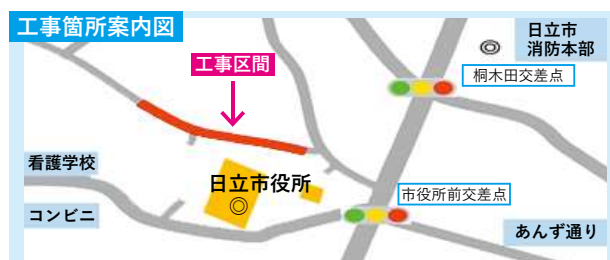 工事箇所案内図
日立市
消防本部
工事区間
桐木田交差点
看護学校
日立市役所
市役所前交差点
コンビニ
あんず通り